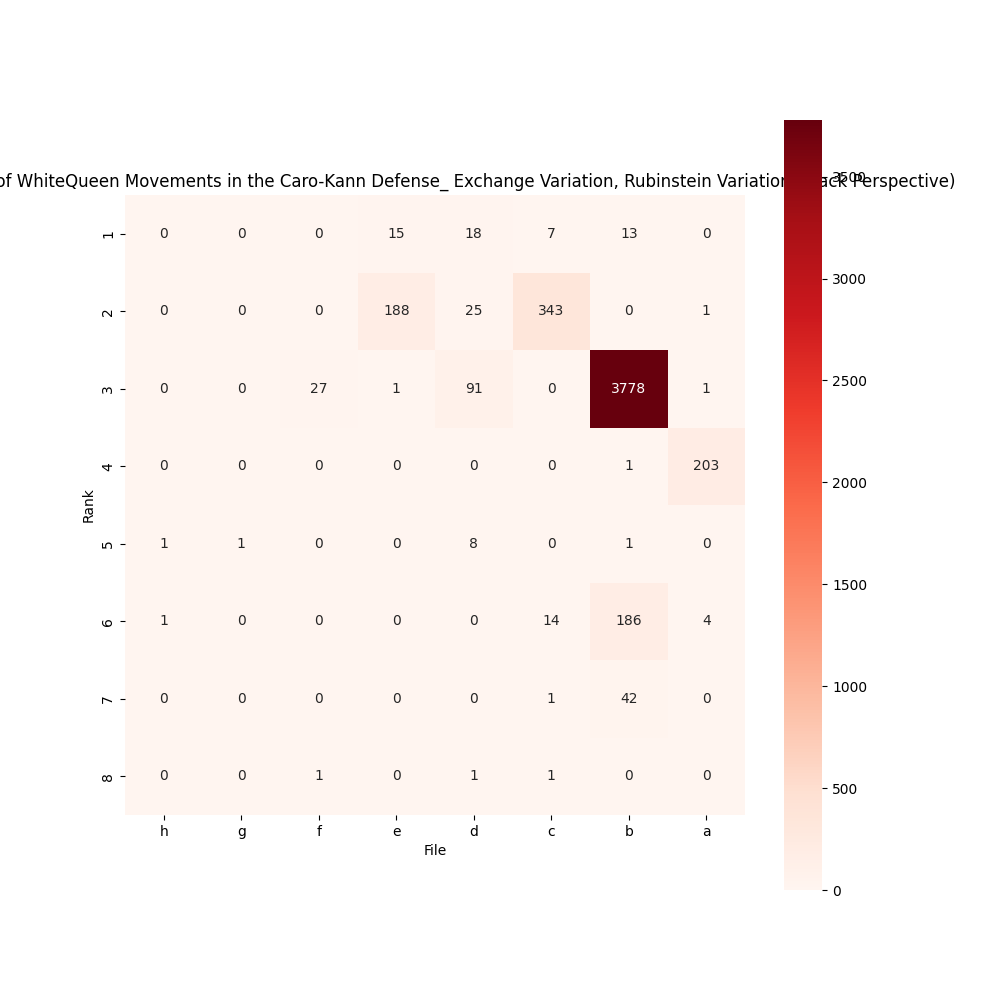 of WhiteQueen Movements in the Caro-Kann Defense_ Exchange Variation, Rubinstein Variation Perspective)
3500
1 0 0 0 15 18 7 13 0
3000
2 0 0 0 188 25 343 0 1
2500
3 0 0 27 1 91 0 3778 1
2000
4 0 0 0 0 0 0 1 203
Rank
1500
5 1 1 0 0 8 0 1 0
6 1 0 0 0 0 14 186 4
1000
7 0 0 0 0 0 1 42 0
500
8 0 0 1 0 1 1 0 0
h g f e d c b a
File
0